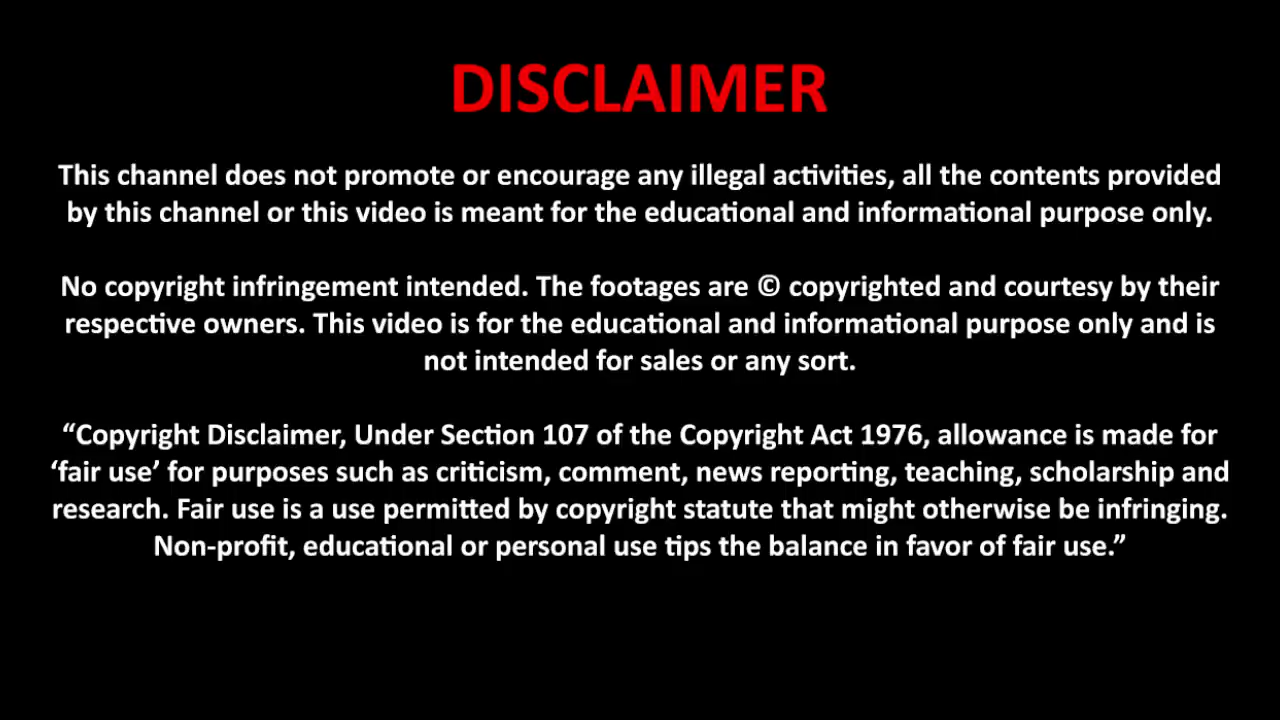 DISCLAIMER
This channel does not promote or encourage any illegal activities, all the contents provided
by this channel or this video is meant for the educational and informational purpose only.
No copyright infringement intended. The footages are © copyrighted and courtesy by their
respective owners. This video is for the educational and informational purpose only and is
not intended for sales or any sort.
“Copyright Disclaimer, Under Section 107 of the Copyright Act 1976, allowance is made for
‘fair use’ for purposes such as criticism, comment, news reporting, teaching, scholarship and
research. Fair use is a use permitted by copyright statute that might otherwise be infringing.
Non-profit, educational or personal use tips the balance in favor of fair use.”